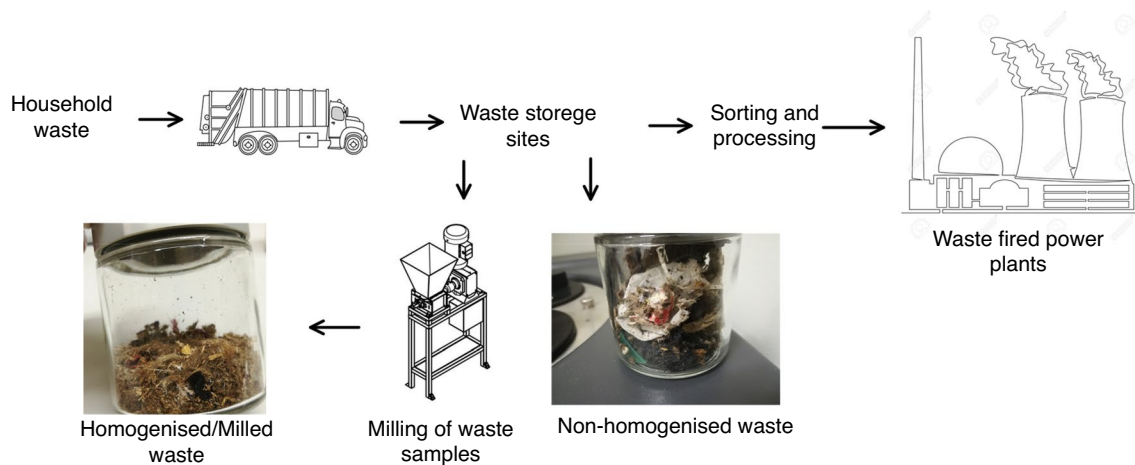 Household
waste
Waste storege
sites
Sorting and
processing
Waste fired power
plants
Homogenised/Milled
waste
Milling of waste
samples
Non-homogenised waste